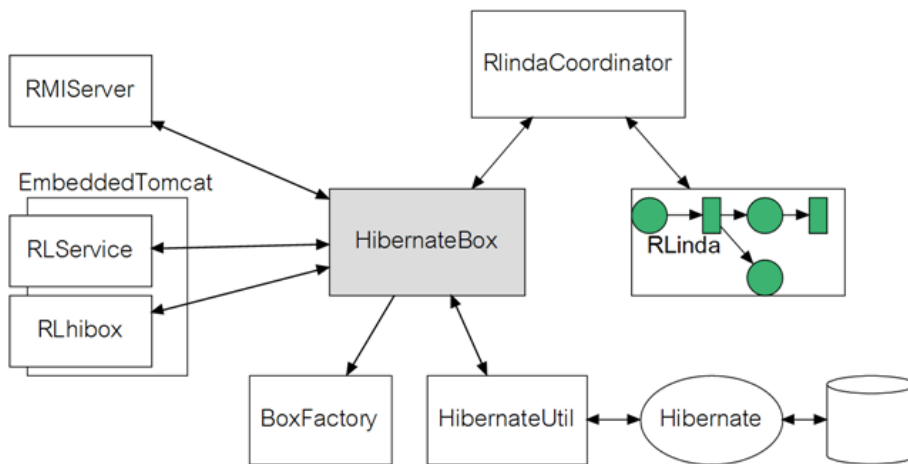 RlindaCoordinator
RMIServer
EmbeddedTomcat
RLService
HibernateBox
RLinda
RLhibox
BoxFactory
HibernateUtil
Hibernate